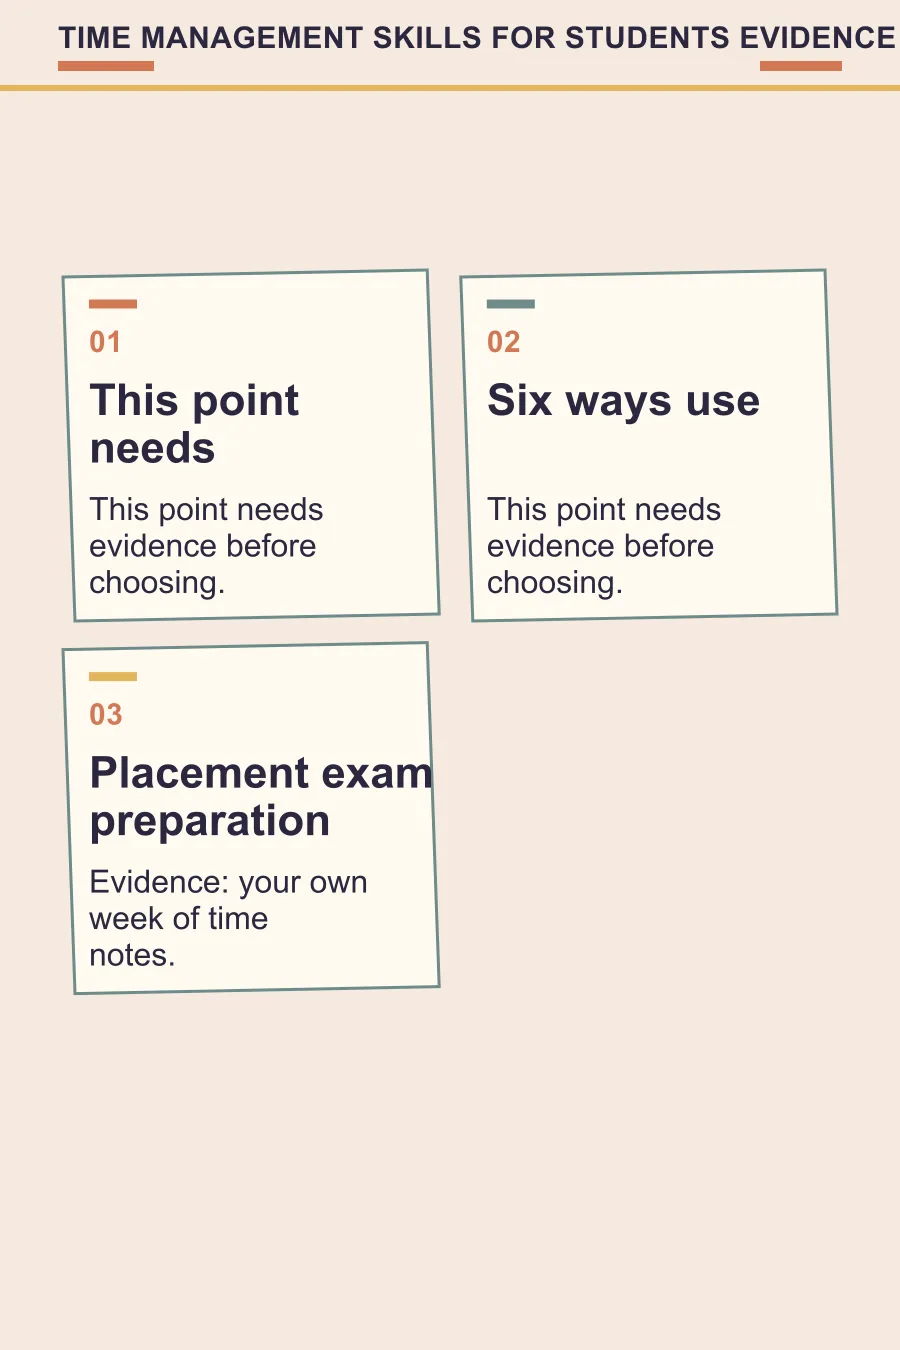 TIME MANAGEMENT SKILLS FOR STUDENTS EVIDENCE
01
This point
needs
This point needs
evidence before
choosing.
02
Six ways use
This point needs
evidence before
choosing.
03
Placement exam
preparation
Evidence: your own
week of time
notes.